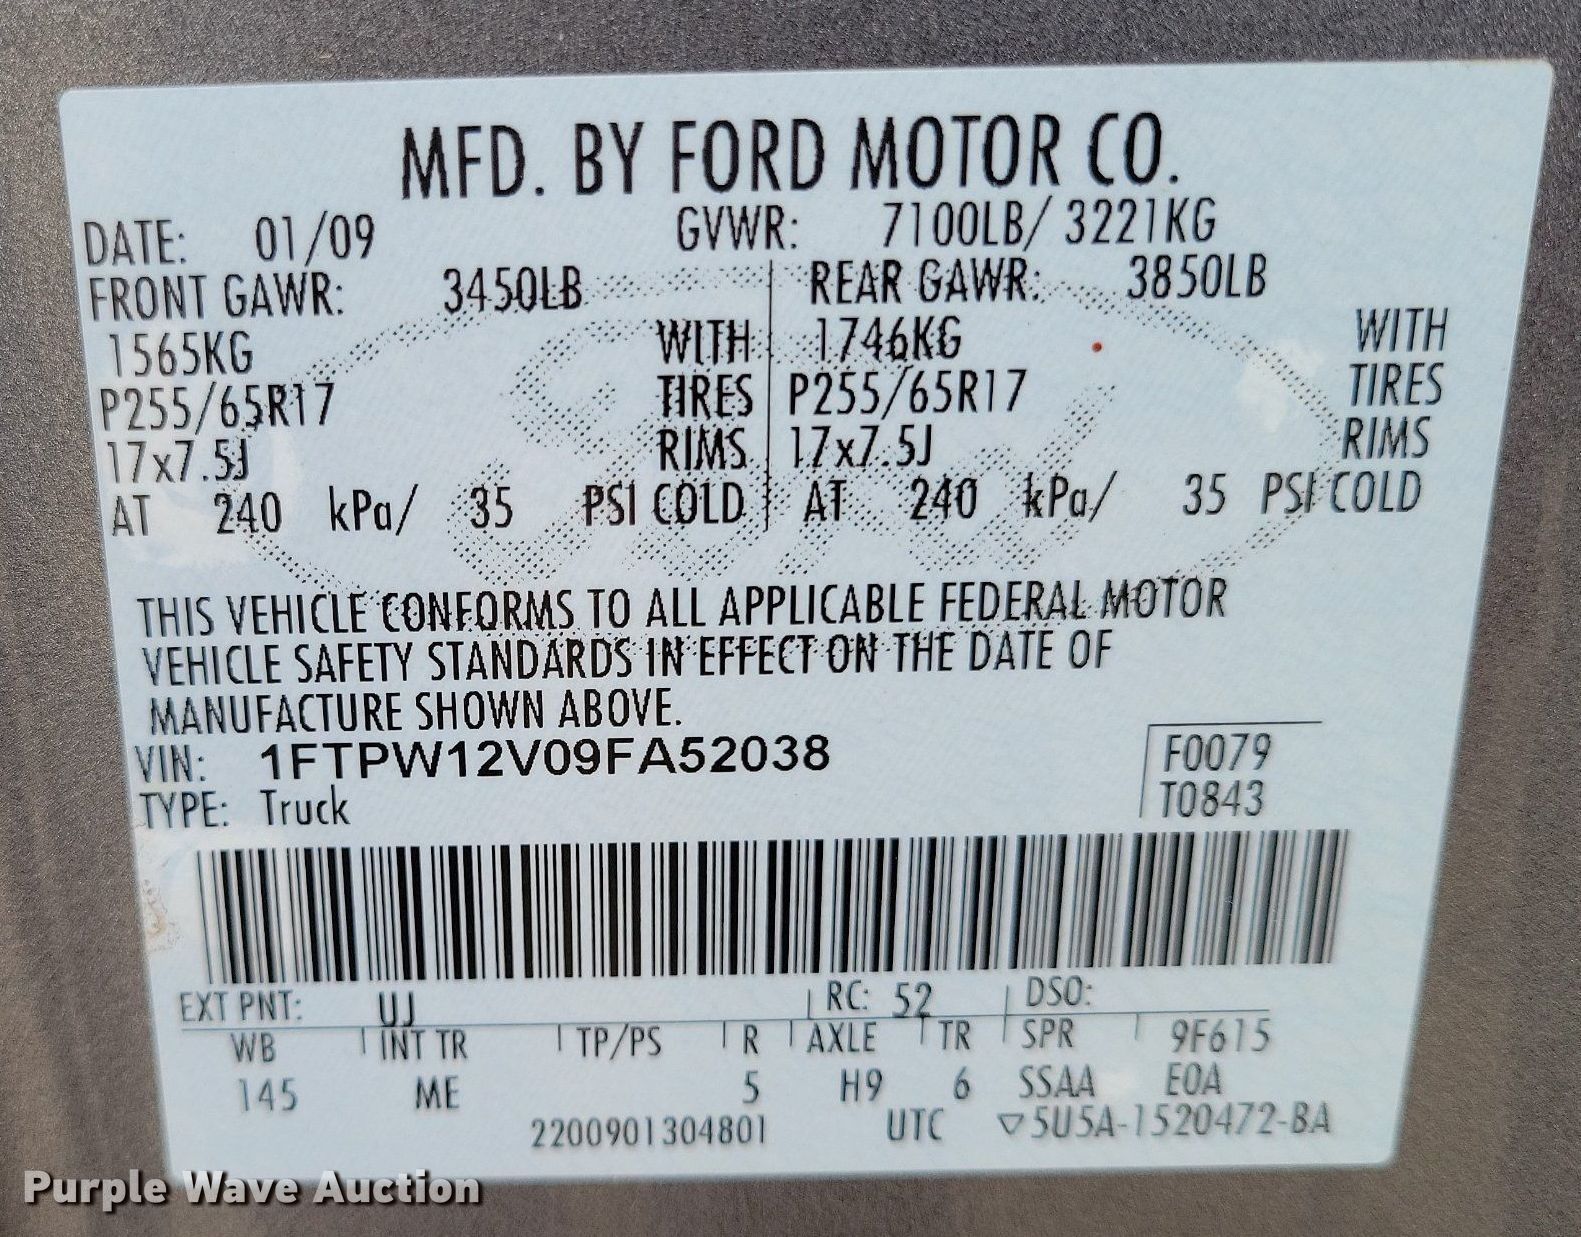 MFD. BY FORD MOTOR CO.
DATE: 01/09 GVWR: 7100LB/ 3221KG
FRONT GAWR: 3450LB REAR GAWR: 3850LB
1565KG WITH 1746KG WITH
P255/65R17 TIRES P255/65R17 TIRES
17x7.5J RIMS 17x7.5J RIMS
AT 240 kPa/ 35 PSI COLD AT 240 kPa/ 35 PSI COLD
THIS VEHICLE CONFORMS TO ALL APPLICABLE FEDERAL MOTOR
VEHICLE SAFETY STANDARDS IN EFFECT ON THE DATE OF
MANUFACTURE SHOWN ABOVE.
VIN: 1FTPW12V09FA52038 F0079
TYPE: Truck T0843
EXT PNT: UJ RC: 52 DSO:
WB INT TR TP/PS R AXLE TR SPR 9F615
145 ME 5 H9 6 SSAA E0A
2200901304801 UTC ▽5U5A-1520472-BA
Purple Wave Auction